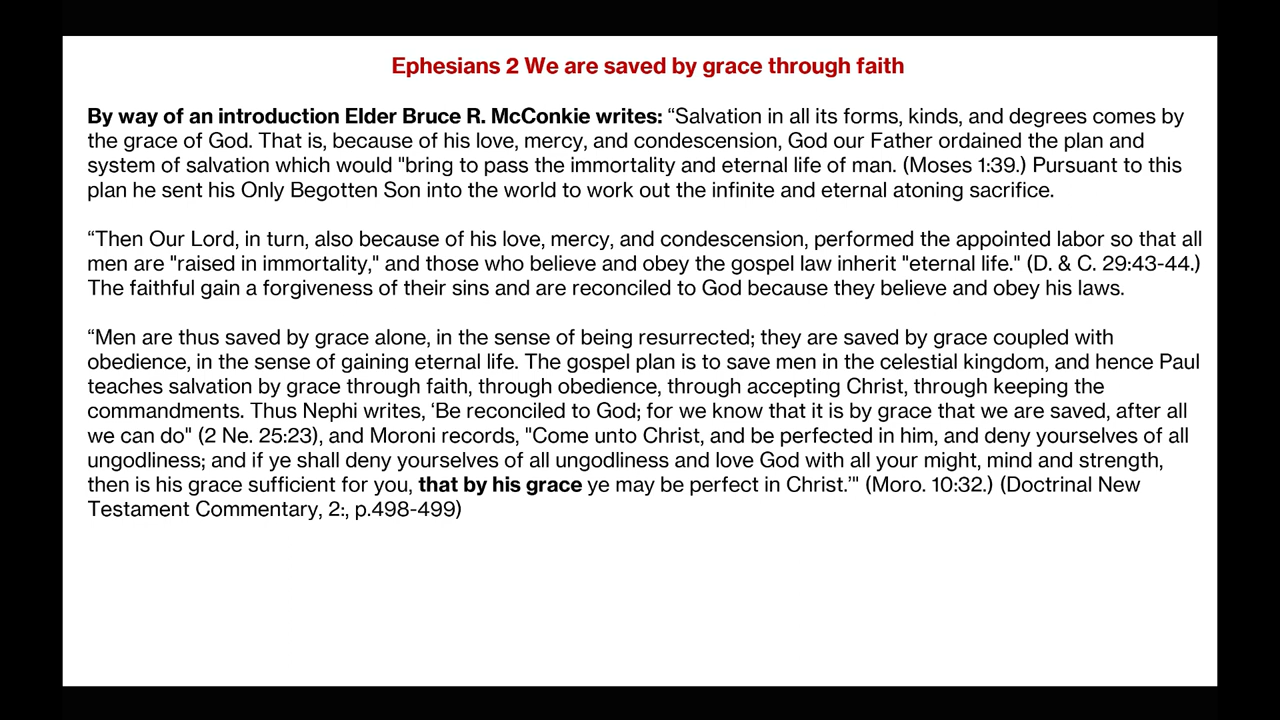 Ephesians 2 We are saved by grace through faith
By way of an introduction Elder Bruce R. McConkie writes: “Salvation in all its forms, kinds, and degrees comes by
the grace of God. That is, because of his love, mercy, and condescension, God our Father ordained the plan and
system of salvation which would "bring to pass the immortality and eternal life of man. (Moses 1:39.) Pursuant to this
plan he sent his Only Begotten Son into the world to work out the infinite and eternal atoning sacrifice.
“Then Our Lord, in turn, also because of his love, mercy, and condescension, performed the appointed labor so that all
men are "raised in immortality," and those who believe and obey the gospel law inherit "eternal life." (D. & C. 29:43-44.)
The faithful gain a forgiveness of their sins and are reconciled to God because they believe and obey his laws.
“Men are thus saved by grace alone, in the sense of being resurrected; they are saved by grace coupled with
obedience, in the sense of gaining eternal life. The gospel plan is to save men in the celestial kingdom, and hence Paul
teaches salvation by grace through faith, through obedience, through accepting Christ, through keeping the
commandments. Thus Nephi writes, ‘Be reconciled to God; for we know that it is by grace that we are saved, after all
we can do" (2 Ne. 25:23), and Moroni records, "Come unto Christ, and be perfected in him, and deny yourselves of all
ungodliness; and if ye shall deny yourselves of all ungodliness and love God with all your might, mind and strength,
then is his grace sufficient for you, that by his grace ye may be perfect in Christ.’" (Moro. 10:32.) (Doctrinal New
Testament Commentary, 2:, p.498-499)